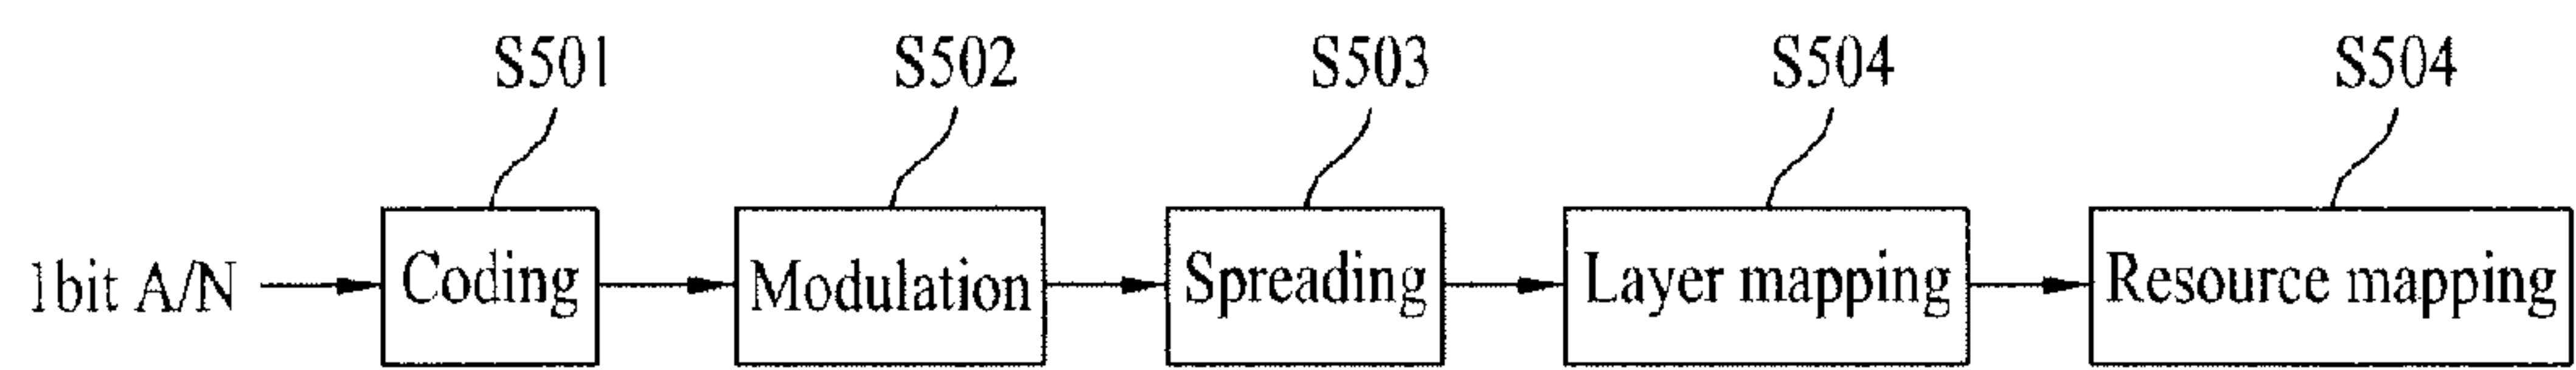 S501 S502 S503 S504 S504
1bit A/N Coding Modulation Spreading Layer mapping Resource mapping